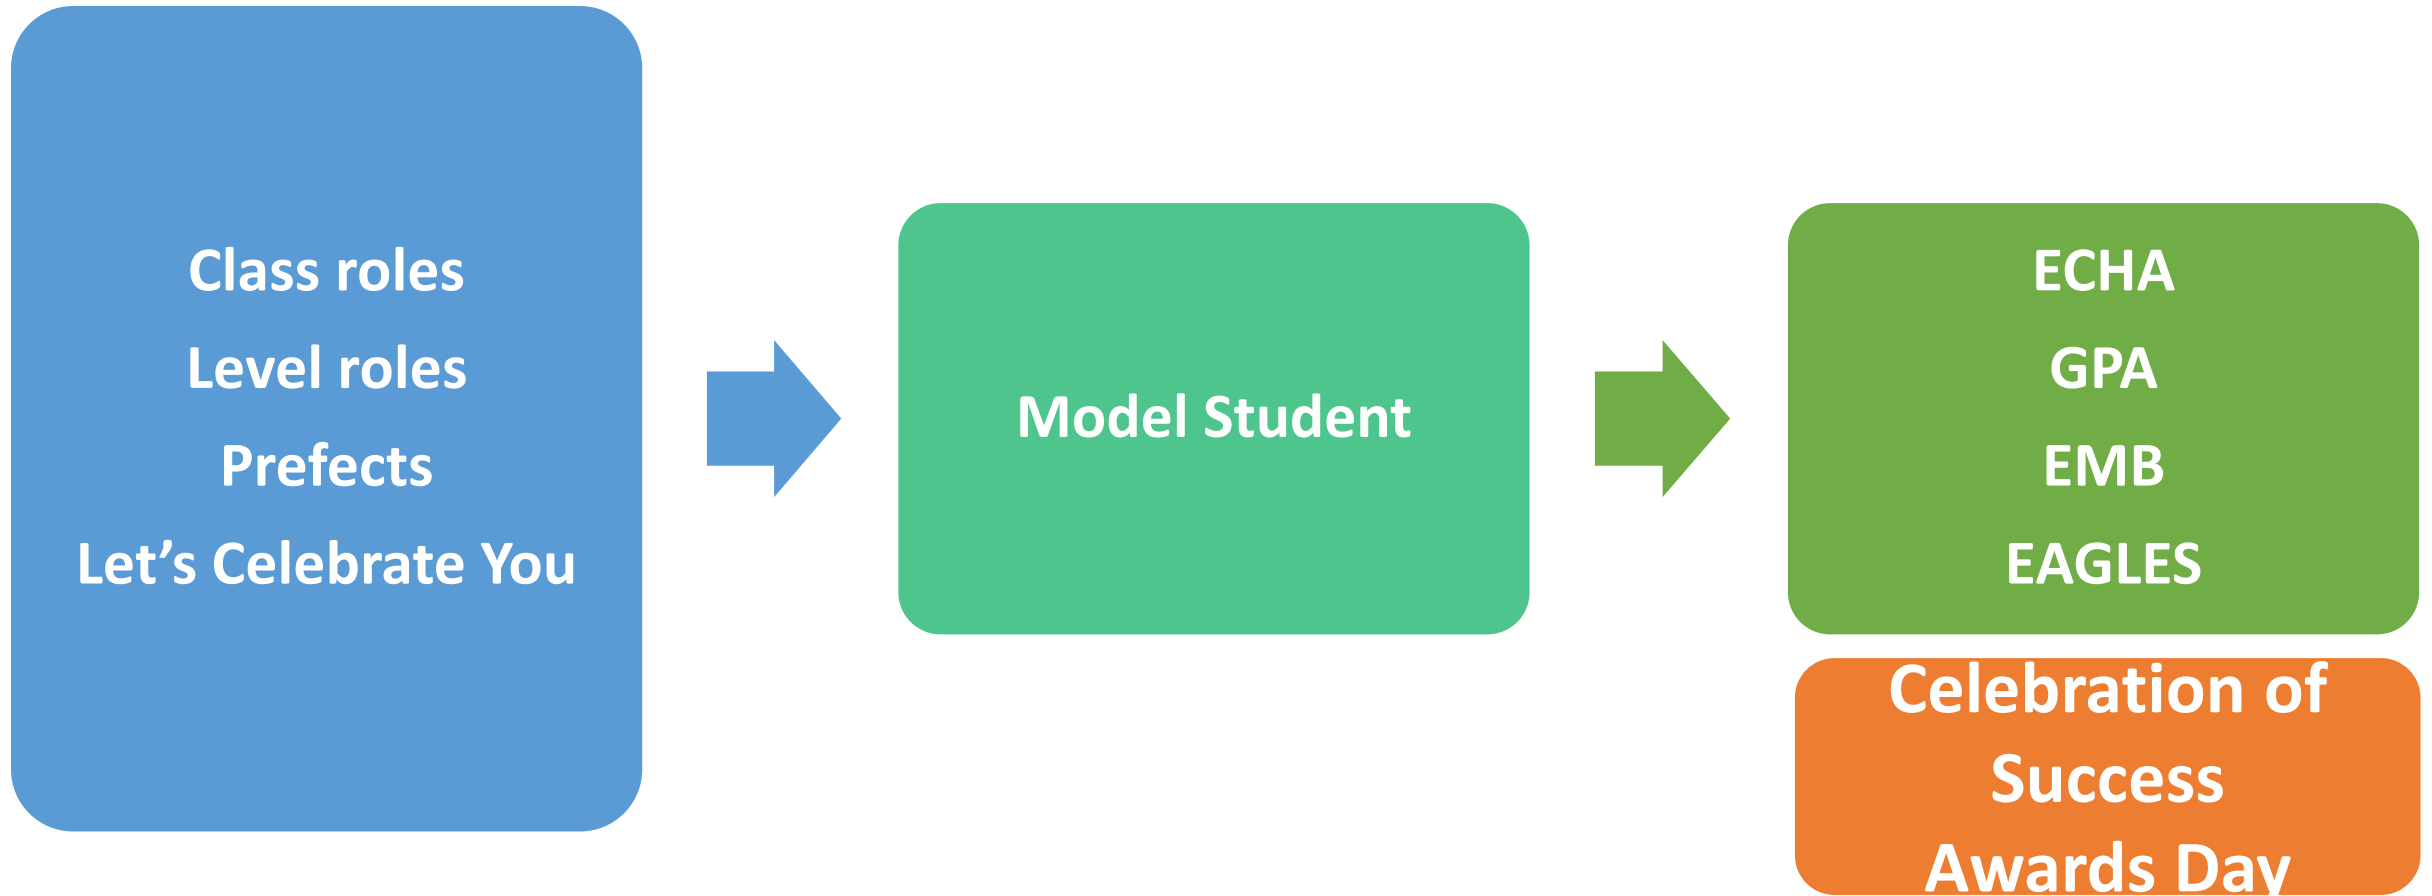 Class roles
Level roles
Prefects
Let’s Celebrate You
Model Student
ECHA
GPA
EMB
EAGLES
Celebration of
Success
Awards Day